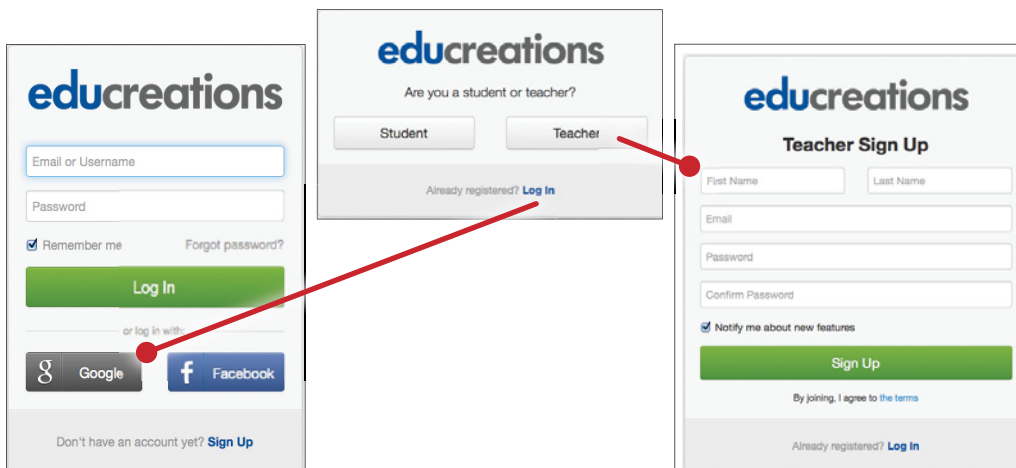 educreations
Email or Username
Password
Remember me Forgot password?
Log In
or log in with:
g Google f Facebook
Don't have an account yet? Sign Up
educreations
Are you a student or teacher?
Student Teacher
Already registered? Log In
educreations
Teacher Sign Up
First Name Last Name
Email
Password
Confirm Password
Notify me about new features
Sign Up
By joining, I agree to the terms
Already registered? Log In